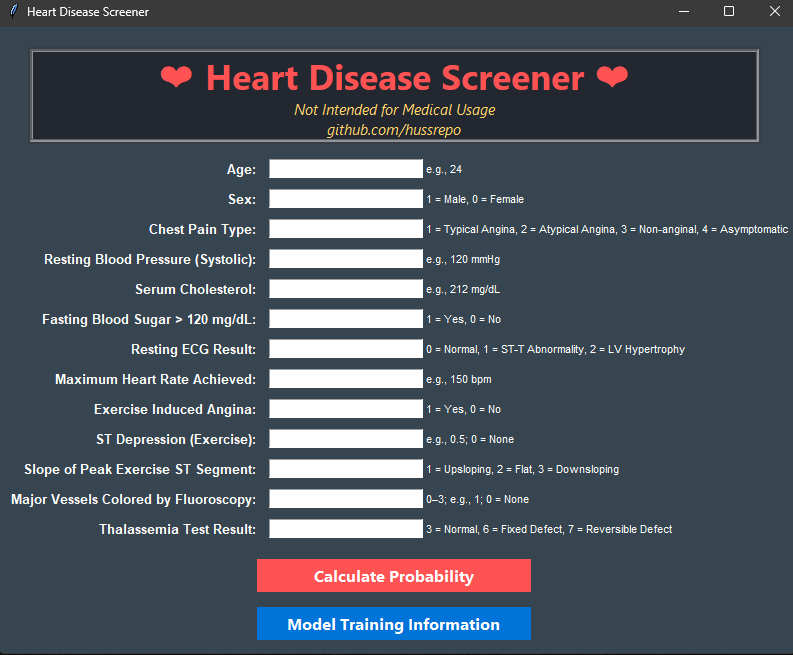 Heart Disease Screener
❤ Heart Disease Screener ❤
Not Intended for Medical Usage
github.com/hussrepo
Age: e.g., 24
Sex: 1 = Male, 0 = Female
Chest Pain Type: 1 = Typical Angina, 2 = Atypical Angina, 3 = Non-anginal, 4 = Asymptomatic
Resting Blood Pressure (Systolic): e.g., 120 mmHg
Serum Cholesterol: e.g., 212 mg/dL
Fasting Blood Sugar > 120 mg/dL: 1 = Yes, 0 = No
Resting ECG Result: 0 = Normal, 1 = ST-T Abnormality, 2 = LV Hypertrophy
Maximum Heart Rate Achieved: e.g., 150 bpm
Exercise Induced Angina: 1 = Yes, 0 = No
ST Depression (Exercise): e.g., 0.5; 0 = None
Slope of Peak Exercise ST Segment: 1 = Upsloping, 2 = Flat, 3 = Downsloping
Major Vessels Colored by Fluoroscopy: 0–3; e.g., 1; 0 = None
Thalassemia Test Result: 3 = Normal, 6 = Fixed Defect, 7 = Reversible Defect
Calculate Probability
Model Training Information